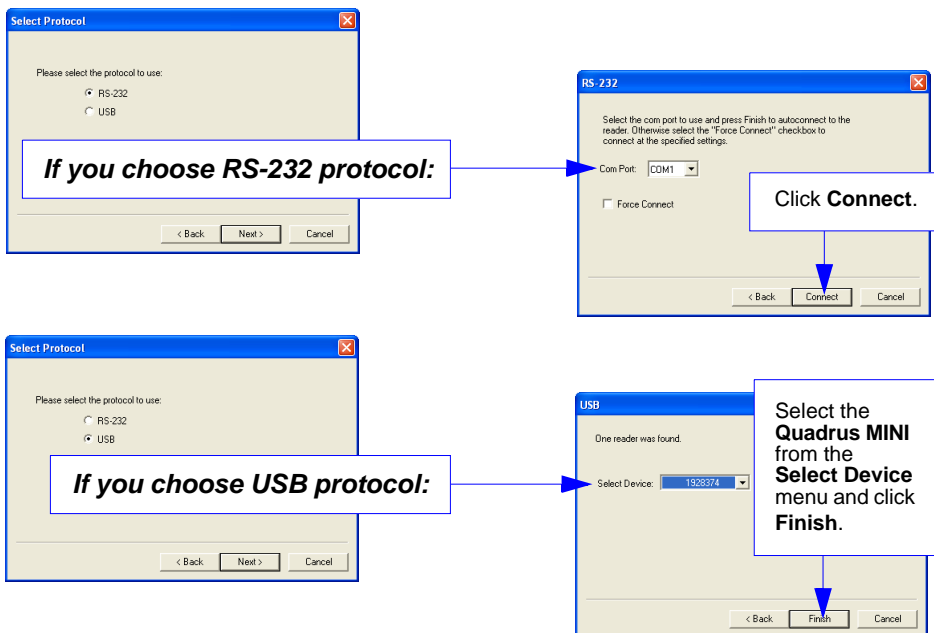 Select Protocol
Please select the protocol to use:
RS-232
USB
If you choose RS-232 protocol:
< Back
Next >
Cancel
RS-232
Select the com port to use and press Finish to autoconnect to the
reader. Otherwise select the "Force Connect" checkbox to
connect at the specified settings.
Com Port:
COM1
Force Connect
Click Connect.
< Back
Connect
Cancel
Select Protocol
Please select the protocol to use:
RS-232
USB
If you choose USB protocol:
< Back
Next >
Cancel
USB
One reader was found.
Select Device:
1928374
Select the
Quadrus MINI
from the
Select Device
menu and click
Finish.
< Back
Finish
Cancel